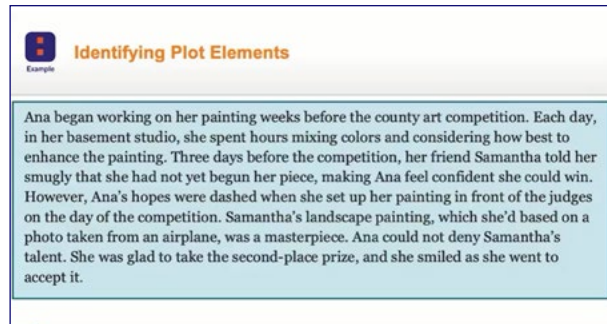 Identifying Plot Elements
Example
Ana began working on her painting weeks before the county art competition. Each day,
in her basement studio, she spent hours mixing colors and considering how best to
enhance the painting. Three days before the competition, her friend Samantha told her
smugly that she had not yet begun her piece, making Ana feel confident she could win.
However, Ana’s hopes were dashed when she set up her painting in front of the judges
on the day of the competition. Samantha’s landscape painting, which she’d based on a
photo taken from an airplane, was a masterpiece. Ana could not deny Samantha’s
talent. She was glad to take the second-place prize, and she smiled as she went to
accept it.